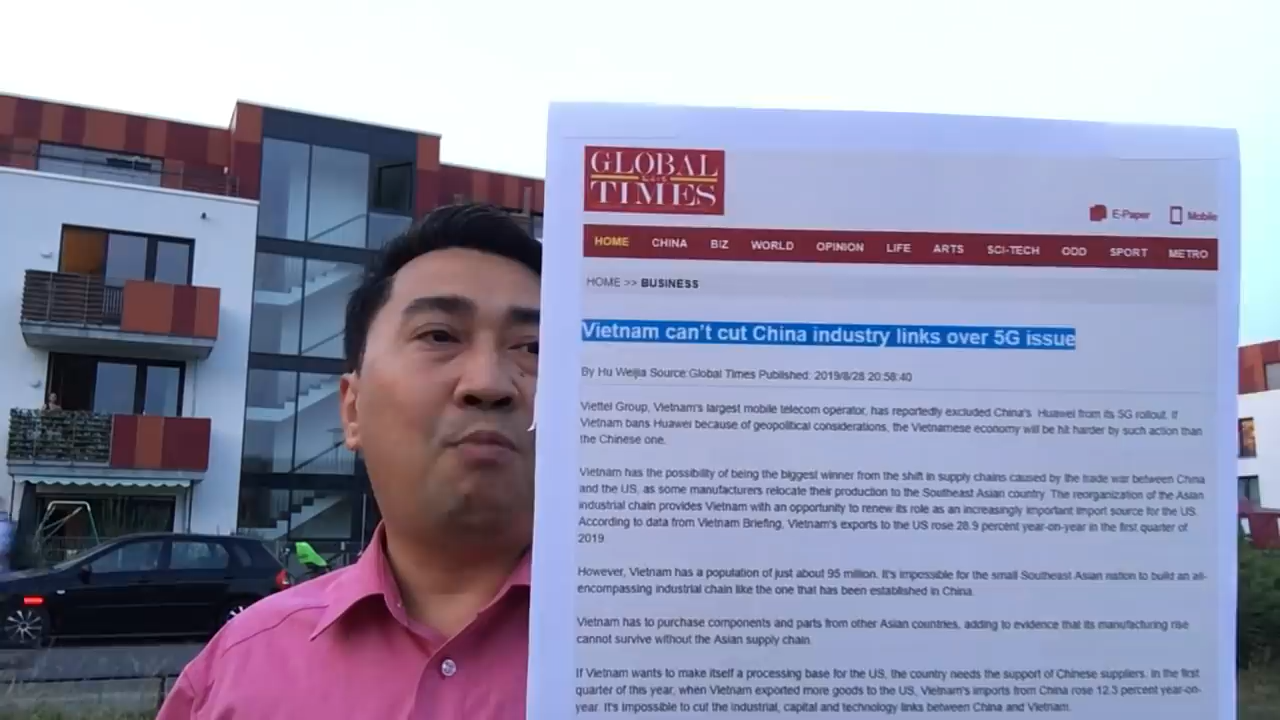 GLOBAL
TIMES
E-Paper Mobile
HOME CHINA BIZ WORLD OPINION LIFE ARTS SCI-TECH ODD SPORT METRO
HOME >> BUSINESS
Vietnam can't cut China industry links over 5G issue
By Hu Weijia Source:Global Times Published: 2019/8/28 20:58:40
Viettel Group, Vietnam's largest mobile telecom operator, has reportedly excluded China's Huawei from its 5G rollout. If
Vietnam bans Huawei because of geopolitical considerations, the Vietnamese economy will be hit harder by such action than
the Chinese one.
Vietnam has the possibility of being the biggest winner from the shift in supply chains caused by the trade war between China
and the US, as some manufacturers relocate their production to the Southeast Asian country. The reorganization of the Asian
industrial chain provides Vietnam with an opportunity to renew its role as an increasingly important import source for the US.
According to data from Vietnam Briefing, Vietnam's exports to the US rose 28.9 percent year-on-year in the first quarter of
2019.
However, Vietnam has a population of just about 95 million. It's impossible for the small Southeast Asian nation to build an all-
encompassing industrial chain like the one that has been established in China.
Vietnam has to purchase components and parts from other Asian countries, adding to evidence that its manufacturing rise
cannot survive without the Asian supply chain.
If Vietnam wants to make itself a processing base for the US, the country needs the support of Chinese suppliers. In the first
quarter of this year, when Vietnam exported more goods to the US, Vietnam's imports from China rose 12.3 percent year-on-
year. It's impossible to cut the industrial, capital and technology links between China and Vietnam.